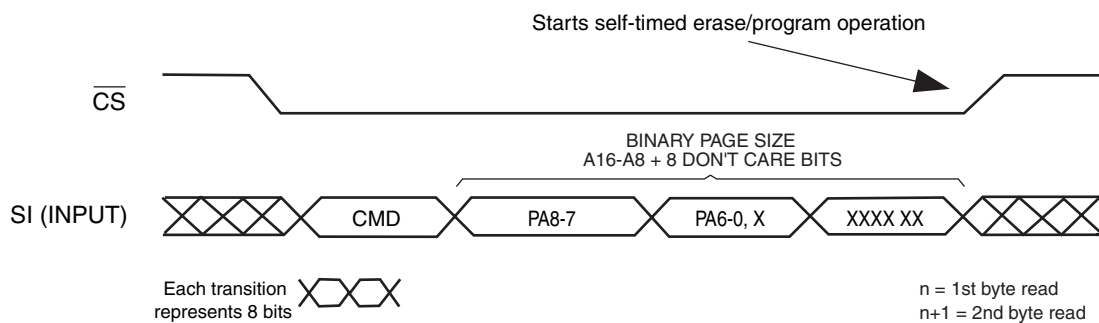 Starts self-timed erase/program operation
CS
BINARY PAGE SIZE
A16-A8 + 8 DON'T CARE BITS
SI (INPUT)
CMD
PA8-7
PA6-0, X
XXXX XX
Each transition
represents 8 bits
n = 1st byte read
n+1 = 2nd byte read